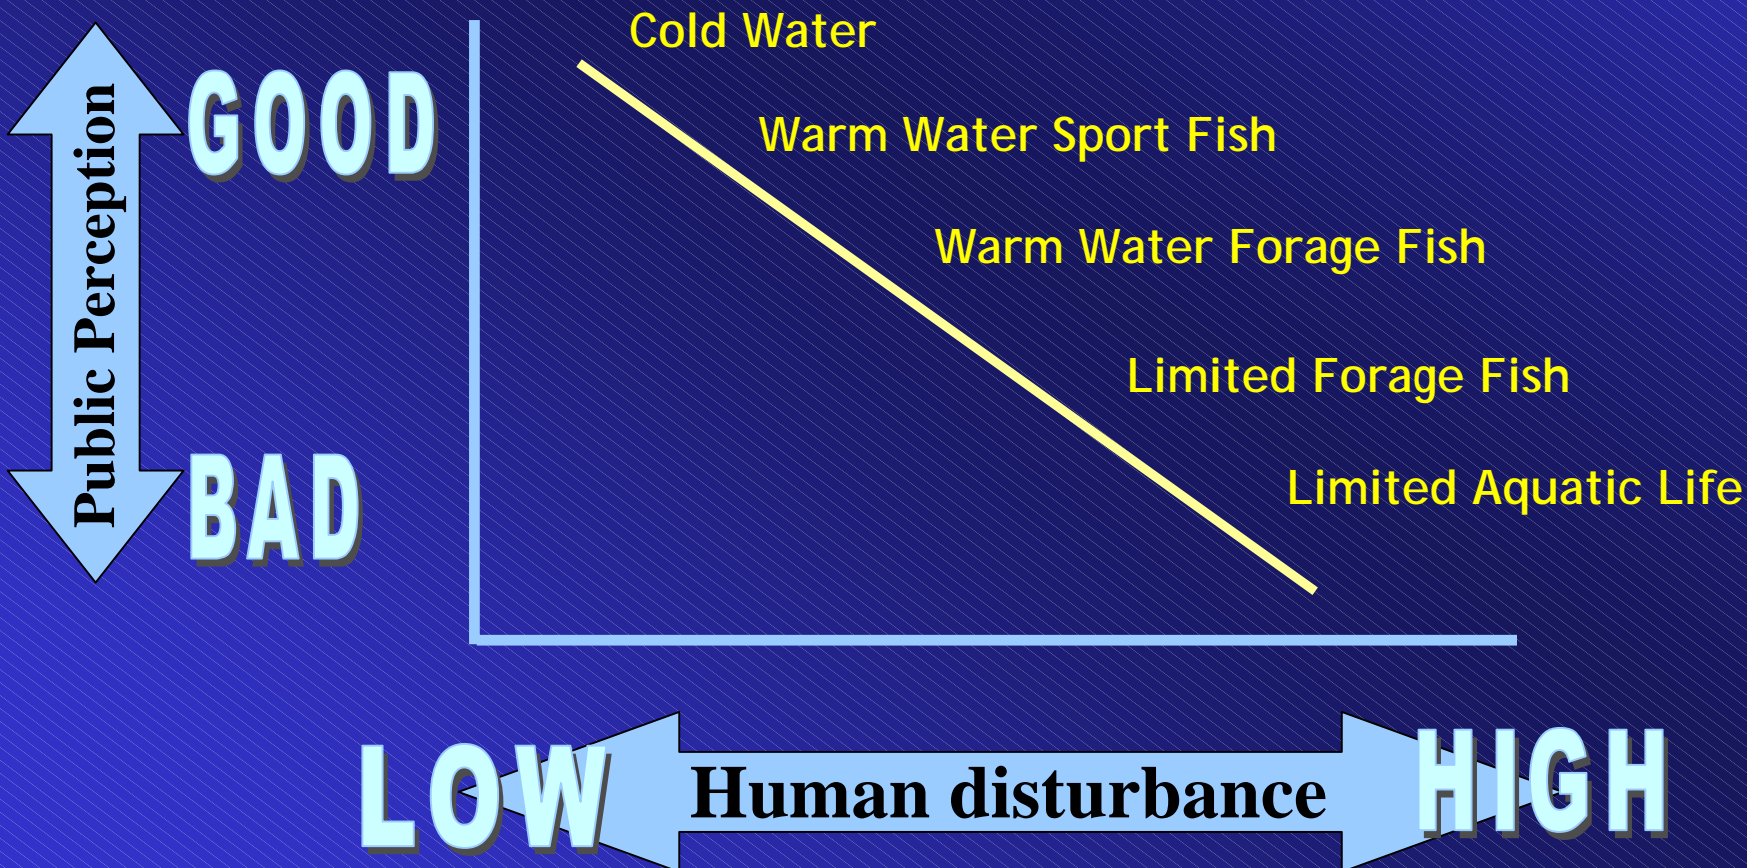 Cold Water
GOOD
Warm Water Sport Fish
Public Perception
Warm Water Forage Fish
Limited Forage Fish
BAD
Limited Aquatic Life
LOW
Human disturbance
HIGH